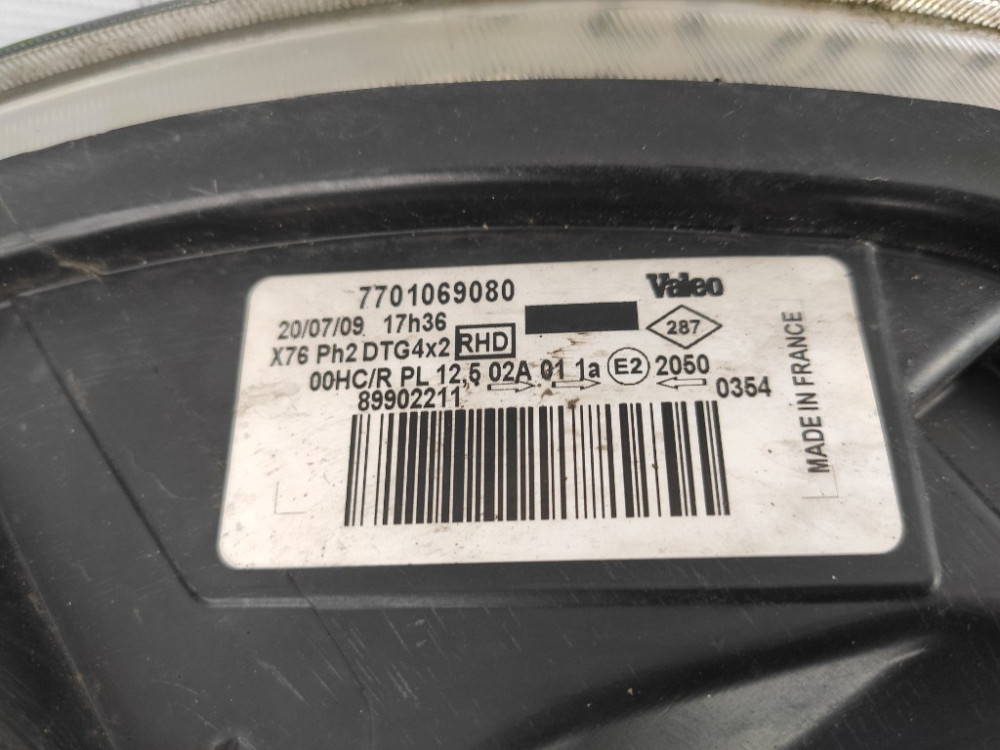 7701069080 Valeo
20/07/09 17h36 287
X76 Ph2 DTG4x2 RHD
00HC/R PL 12,5 02A 01 1a E2 2050
89902211 0354
MADE IN FRANCE